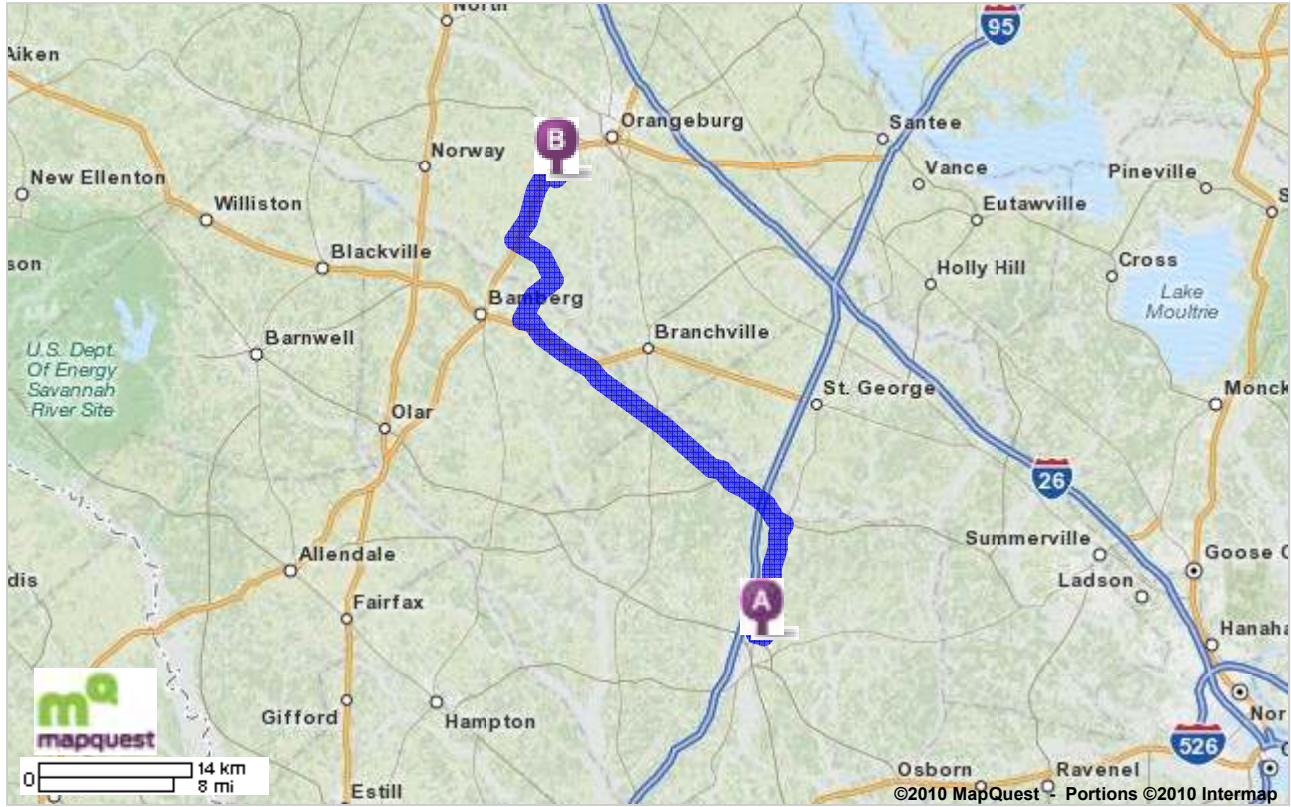 North
95
Aiken
B
Orangeburg
Santee
Norway
Vance
Pineville
New Ellenton
Williston
Eutawville
S
Blackville
son
Holly Hill
Cross
Bamberg
Lake
Moultrie
Barnwell
Branchville
U.S. Dept.
Of Energy
Savannah
River Site
St. George
Monck
Olar
26
Summerville
Goose C
Allendale
Ladson
dis
A
Fairfax
Hanaha
Gifford
Hampton
Nor
mq
mapquest
526
0
14 km
8 mi
Osborn
Ravenel
Estill
©2010 MapQuest - Portions ©2010 Intermap